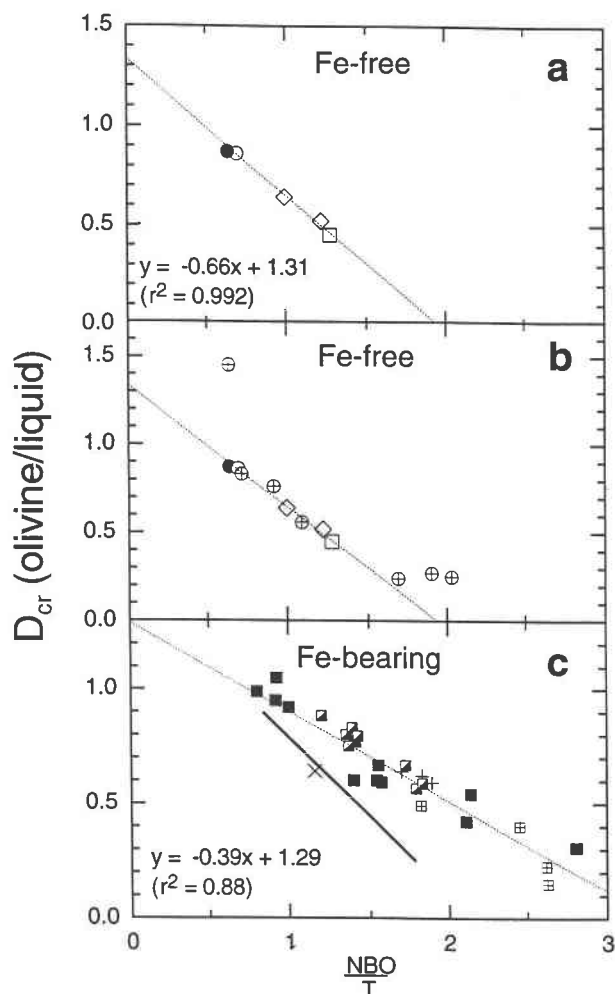 1.5
Fe-free
a
1.0
0.5
y = -0.66x + 1.31
(r² = 0.992)
0.0
Fe-free
b
1.5
1.0
0.5
0.0
Fe-bearing
c
1.0
0.5
y = -0.39x + 1.29
(r² = 0.88)
0.0
0
1
2
3
NBO
T
D_cr (olivine/liquid)